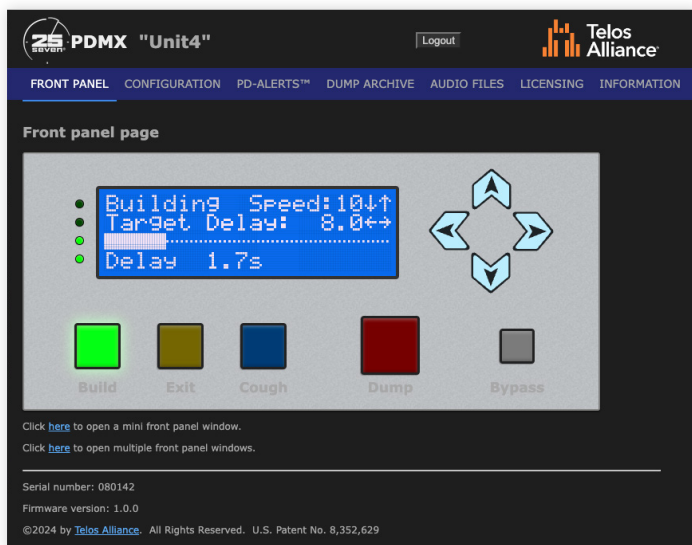 25
SEVEN
PDMX "Unit4"
Logout
Telos
Alliance®
FRONT PANEL CONFIGURATION PD-ALERTS™ DUMP ARCHIVE AUDIO FILES LICENSING INFORMATION
Front panel page
Building Speed:10↓↑
Target Delay: 8.0←→
Delay 1.7s
Build Exit Cough Dump Bypass
Click here to open a mini front panel window.
Click here to open multiple front panel windows.
Serial number: 080142
Firmware version: 1.0.0
©2024 by Telos Alliance. All Rights Reserved. U.S. Patent No. 8,352,629